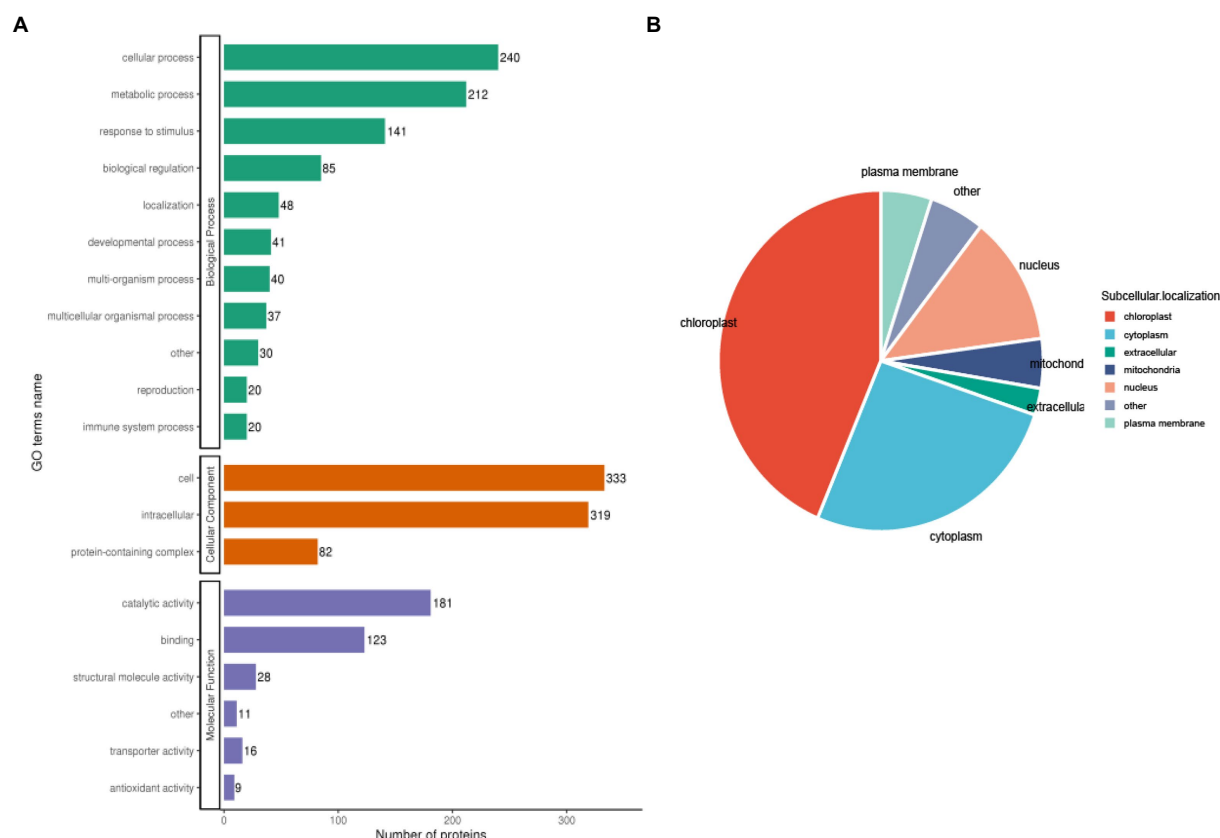 A
B
GO terms name
Biological Process
cellular process
240
metabolic process
212
response to stimulus
141
biological regulation
85
localization
48
developmental process
41
multi-organism process
40
multicellular organismal process
37
other
30
reproduction
20
immune system process
20
Cellular Component
cell
333
intracellular
319
protein-containing complex
82
Molecular Function
catalytic activity
181
binding
123
structural molecule activity
28
other
11
transporter activity
16
antioxidant activity
9
0
100
200
300
Number of proteins
plasma membrane
other
nucleus
mitochond
extracellula
cytoplasm
chloroplast
Subcellular.localization
chloroplast
cytoplasm
extracellular
mitochondria
nucleus
other
plasma membrane